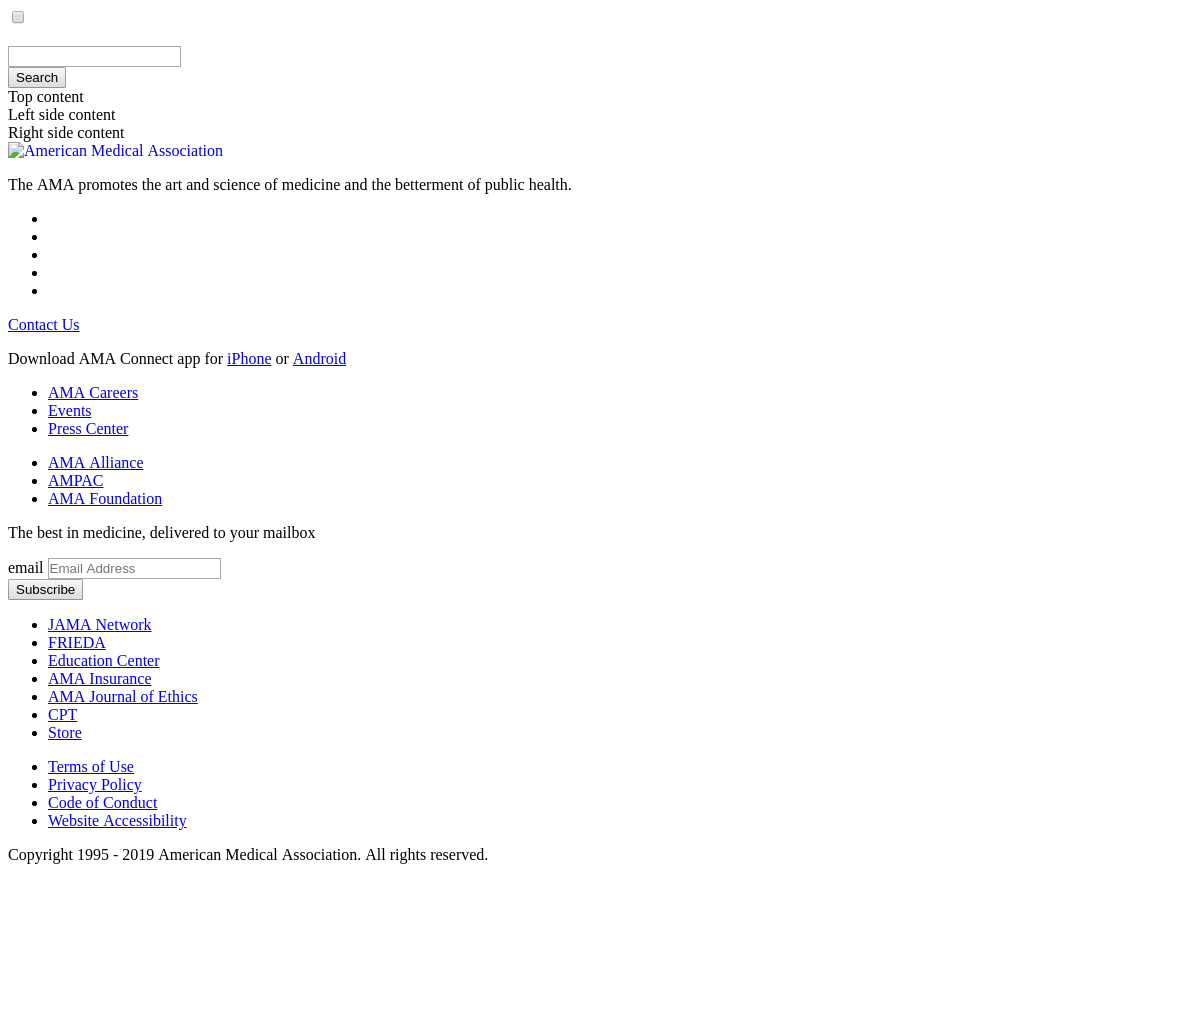 Search
Top content
Left side content
Right side content
American Medical Association
The AMA promotes the art and science of medicine and the betterment of public health.
Contact Us
Download AMA Connect app for iPhone or Android
AMA Careers
Events
Press Center
AMA Alliance
AMPAC
AMA Foundation
The best in medicine, delivered to your mailbox
email Email Address
Subscribe
JAMA Network
FRIEDA
Education Center
AMA Insurance
AMA Journal of Ethics
CPT
Store
Terms of Use
Privacy Policy
Code of Conduct
Website Accessibility
Copyright 1995 - 2019 American Medical Association. All rights reserved.